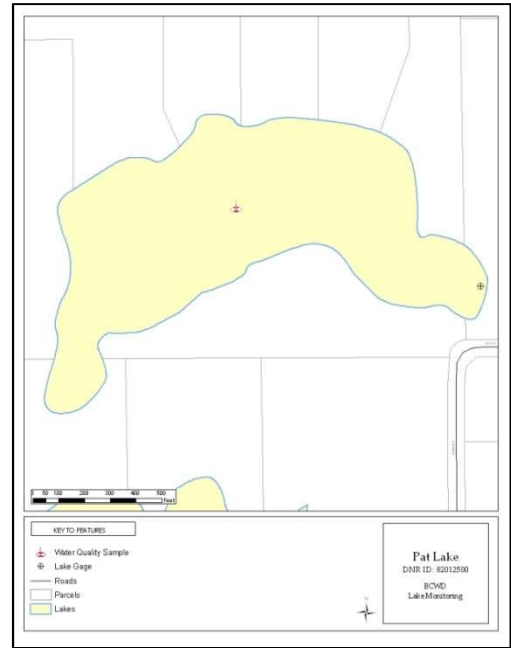 0 50 100 200 300 400 500
Feet
KEY TO FEATURES
Water Quality Sample
Lake Gage
Roads
Parcels
Lakes
N
Pat Lake
DNR ID: 82012500
BCWD
Lake Monitoring